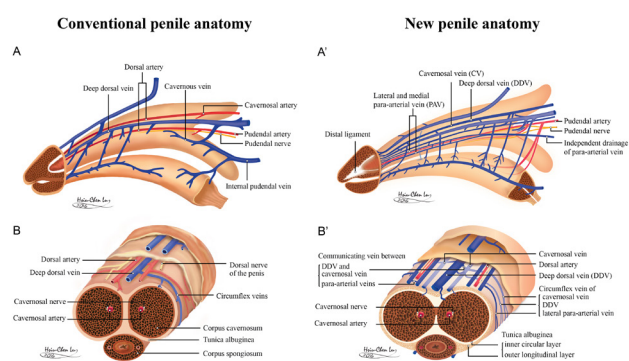 Conventional penile anatomy
A
Dorsal artery
Deep dorsal vein
Cavernous vein
Cavernosal artery
Pudendal artery
Pudendal nerve
Internal pudendal vein
New penile anatomy
A'
Cavernosal vein (CV)
Deep dorsal vein (DDV)
Lateral and medial
para-arterial vein (PAV)
Distal ligament
Pudendal artery
Pudendal nerve
Independent drainage
of para-arterial vein
B
Dorsal artery
Deep dorsal vein
Cavernosal nerve
Cavernosal artery
Dorsal nerve
of the penis
Circumflex veins
Corpus cavernosum
Tunica albuginea
Corpus spongiosum
B'
Communicating vein between
DDV and
cavernosal vein
para-arterial veins
Cavernosal nerve
Cavernosal artery
Cavernosal vein
Dorsal artery
Deep dorsal vein (DDV)
Circumflex vein of
cavernosal vein
DDV
lateral para-arterial vein
Tunica albuginea
inner circular layer
outer longitudinal layer